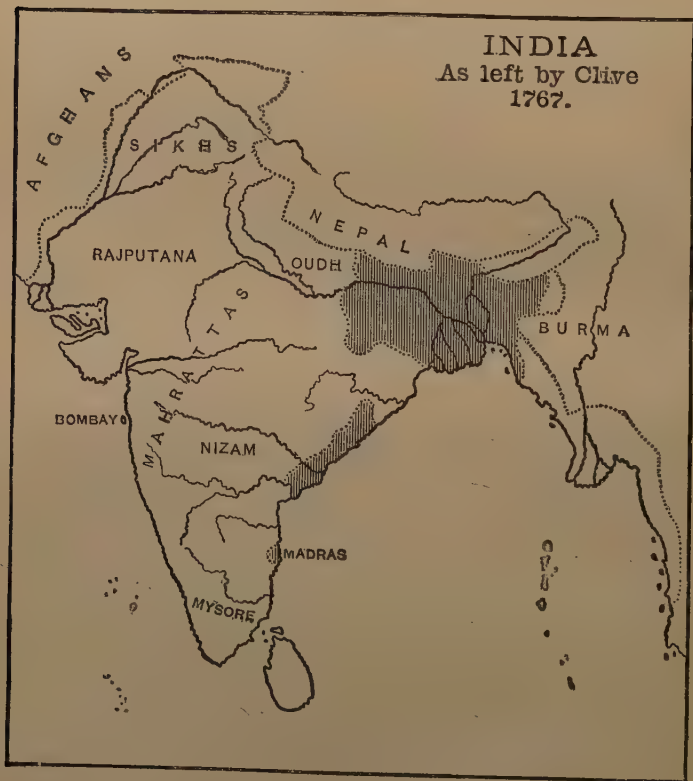 INDIA
As left by Clive
1767.
AFGHANS
SIKHS
NEPAL
RAJPUTANA
OUDH
BURMA
MAHRATTAS
BOMBAY
NIZAM
MADRAS
MYSORE